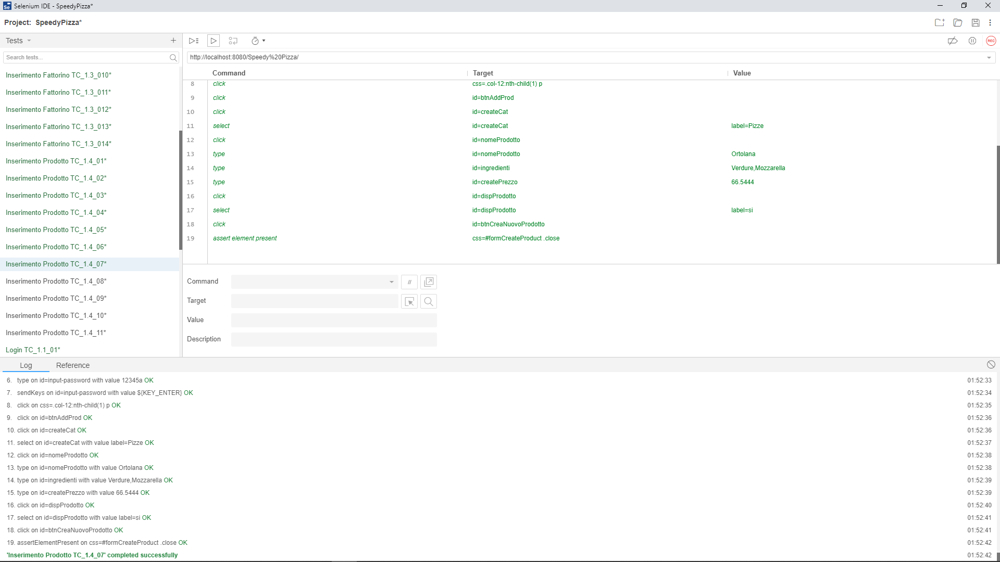 Selenium IDE - SpeedyPizza*
Project: SpeedyPizza*
Tests
Search tests...
Inserimento Fattorino TC_1.3_010*
Inserimento Fattorino TC_1.3_011*
Inserimento Fattorino TC_1.3_012*
Inserimento Fattorino TC_1.3_013*
Inserimento Fattorino TC_1.3_014*
Inserimento Prodotto TC_1.4_01*
Inserimento Prodotto TC_1.4_02*
Inserimento Prodotto TC_1.4_03*
Inserimento Prodotto TC_1.4_04*
Inserimento Prodotto TC_1.4_05*
Inserimento Prodotto TC_1.4_06*
Inserimento Prodotto TC_1.4_07*
Inserimento Prodotto TC_1.4_08*
Inserimento Prodotto TC_1.4_09*
Inserimento Prodotto TC_1.4_10*
Inserimento Prodotto TC_1.4_11*
Login TC_1.1_01*
REC
http://localhost:8080/Speedy%20Pizza/
Command Target Value
8 click css=.col-12:nth-child(1) p
9 click id=btnAddProd
10 click id=createCat
11 select id=createCat label=Pizze
12 click id=nomeProdotto
13 type id=nomeProdotto Ortolana
14 type id=ingredienti Verdure,Mozzarella
15 type id=createPrezzo 66.5444
16 click id=dispProdotto
17 select id=dispProdotto label=si
18 click id=btnCreaNuovoProdotto
19 assert element present css=#formCreateProduct .close
Command //
Target
Value
Description
Log Reference
6. type on id=input-password with value 12345a OK 01:52:33
7. sendKeys on id=input-password with value ${KEY_ENTER} OK 01:52:34
8. click on css=.col-12:nth-child(1) p OK 01:52:35
9. click on id=btnAddProd OK 01:52:36
10. click on id=createCat OK 01:52:36
11. select on id=createCat with value label=Pizze OK 01:52:37
12. click on id=nomeProdotto OK 01:52:38
13. type on id=nomeProdotto with value Ortolana OK 01:52:38
14. type on id=ingredienti with value Verdure,Mozzarella OK 01:52:39
15. type on id=createPrezzo with value 66.5444 OK 01:52:39
16. click on id=dispProdotto OK 01:52:40
17. select on id=dispProdotto with value label=si OK 01:52:41
18. click on id=btnCreaNuovoProdotto OK 01:52:41
19. assertElementPresent on css=#formCreateProduct .close OK 01:52:42
'Inserimento Prodotto TC_1.4_07' completed successfully 01:52:42